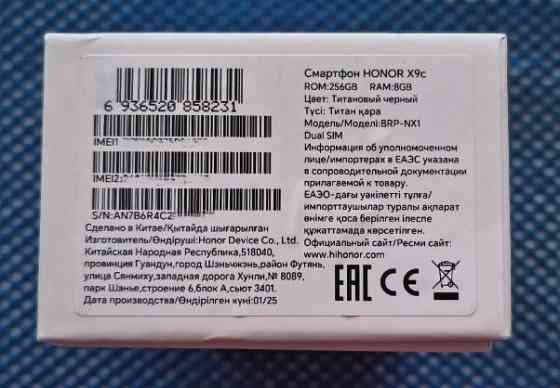 6 936520 858231
IMEI1
IMEI2:
S/N:AN7B6R4C2
Сделано в Китае/Қытайда шығарылған
Изготовитель/Өндіруші:Honor Device Co., Ltd.
Китайская Народная Республика,518040,
провинция Гуандун,город Шэньчжэнь,район Футянь,
улица Сянмиху,западная дорога Хунли,№ 8089,
парк Шэнье,строение 6,блок А,сьют 3401.
Дата производства/Өндірілген күні:01/25
Смартфон HONOR X9c
ROM:256GB RAM:8GB
Цвет: Титановый черный
Түсі: Титан қара
Модель/Моделі:BRP-NX1
Dual SIM
Информация об уполномоченном
лице/импортерах в ЕАЭС указана
в сопроводительной документации
прилагаемой к товару.
ЕАЭО-дағы уәкілетті тұлға/
импорттаушылар туралы ақпарат
өнімге қоса берілген ілеспе
құжаттамада көрсетілген.
Официальный сайт/Ресми сайт:
www.hihonor.com
EAC CE